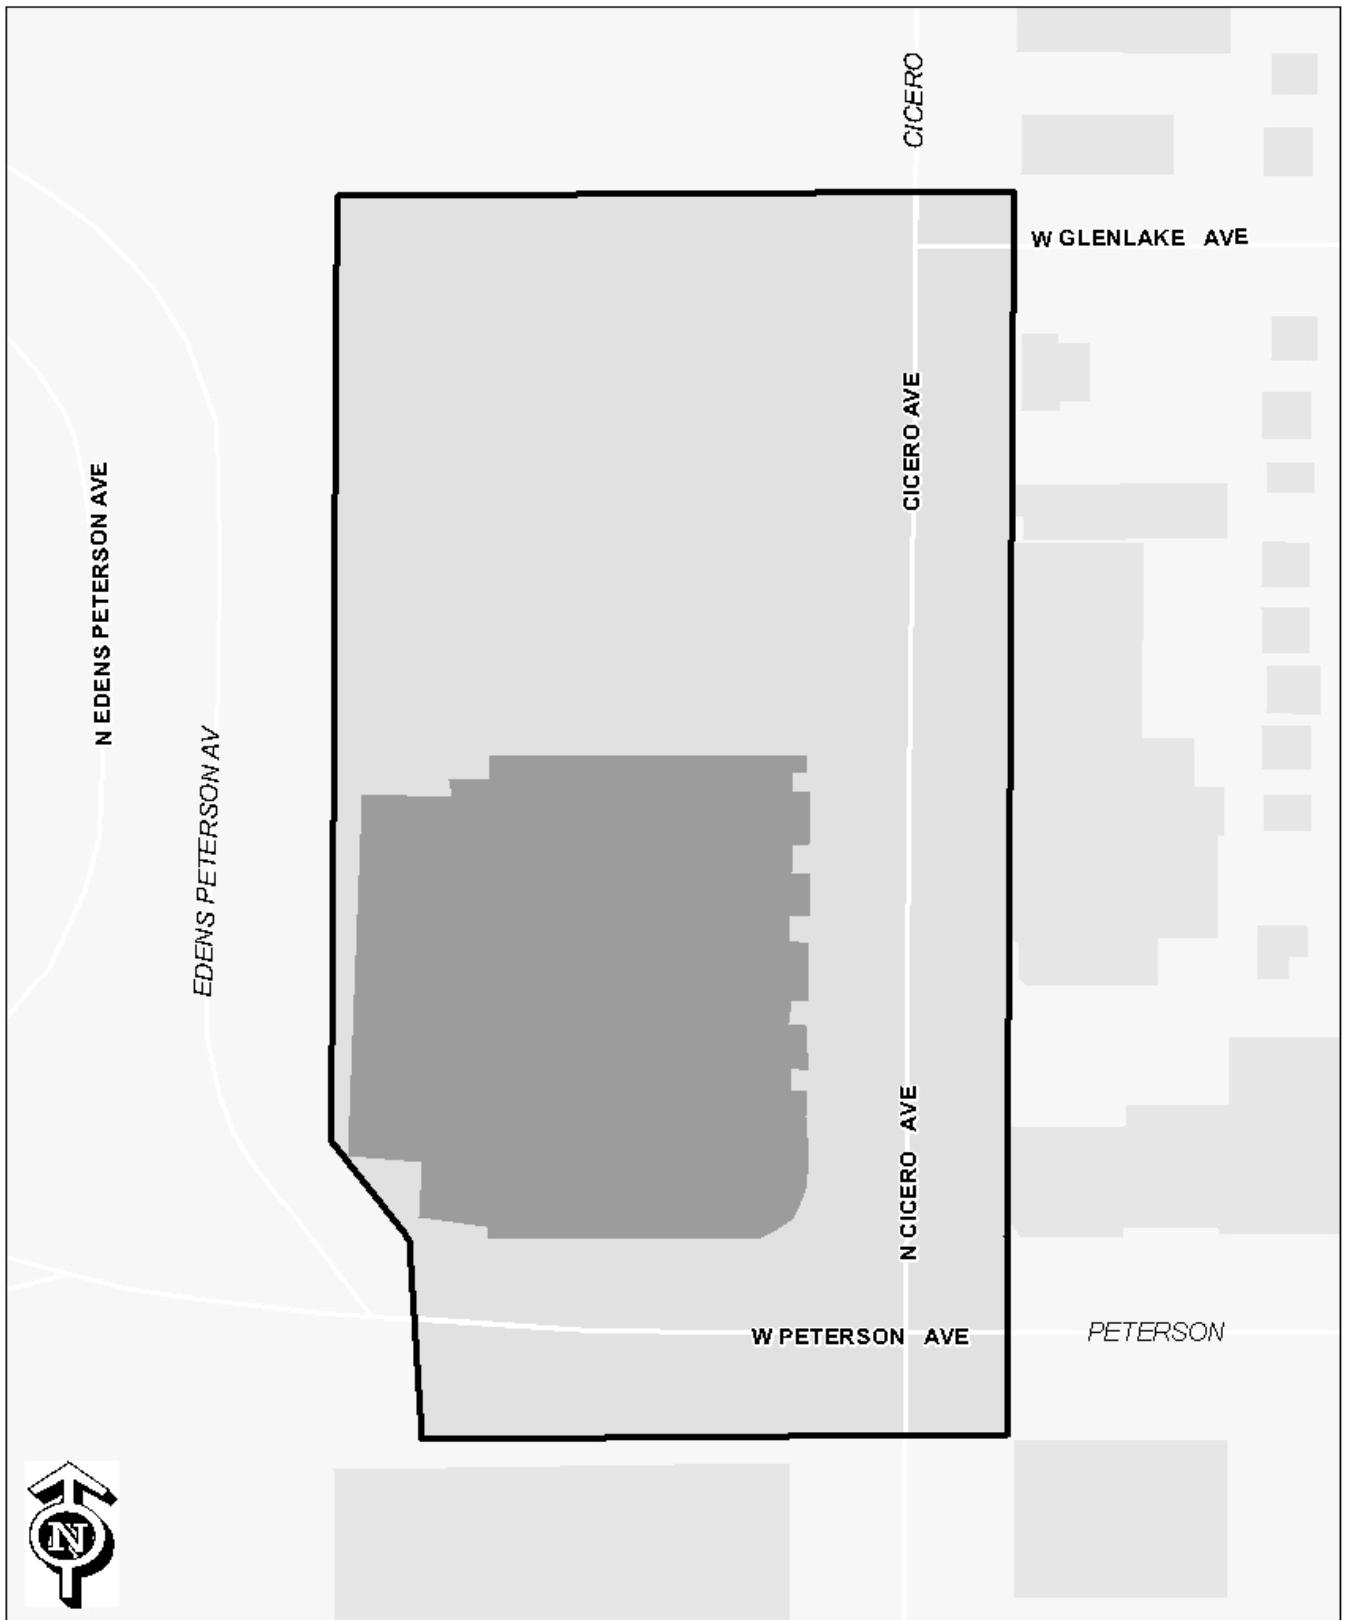 CICERO
W GLENLAKE AVE
CICERO AVE
N EDENS PETERSON AVE
EDENS PETERSON AV
N CICERO AVE
W PETERSON AVE
PETERSON
N